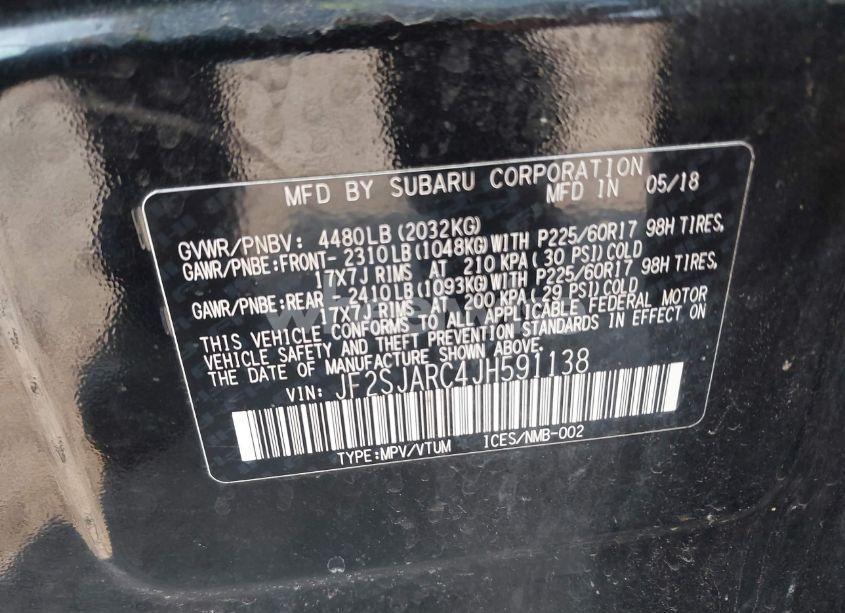 MFD BY SUBARU CORPORATION
MFD IN 05/18
GVWR/PNBV: 4480LB (2032KG)
GAWR/PNBE:FRONT- 2310LB (1048KG)WITH P225/60R17 98H TIRES,
17X7J RIMS AT 210 KPA( 30 PSI)COLD
GAWR/PNBE:REAR - 2410LB(1093KG)WITH P225/60R17 98H TIRES,
17X7J RIMS AT 200 KPA( 29 PSI)COLD
THIS VEHICLE CONFORMS TO ALL APPLICABLE FEDERAL MOTOR
VEHICLE SAFETY AND THEFT PREVENTION STANDARDS IN EFFECT ON
THE DATE OF MANUFACTURE SHOWN ABOVE.
VIN: JF2SJARC4JH591138
TYPE:MPV/VTUM ICES/NMB-002